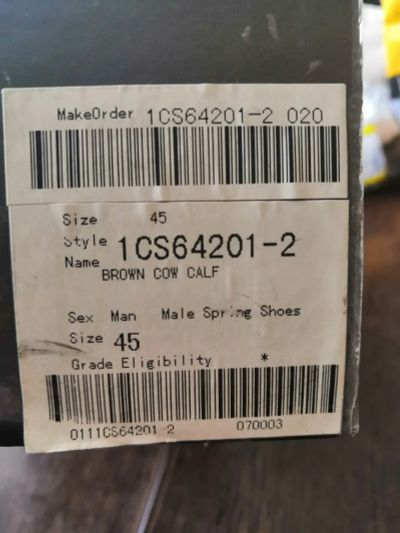 MakeOrder 1CS64201-2 020
Size 45
Style 1CS64201-2
Name
BROWN COW CALF
Sex Man Male Spring Shoes
Size 45
Grade Eligibility *
0111CS64201-2 070003